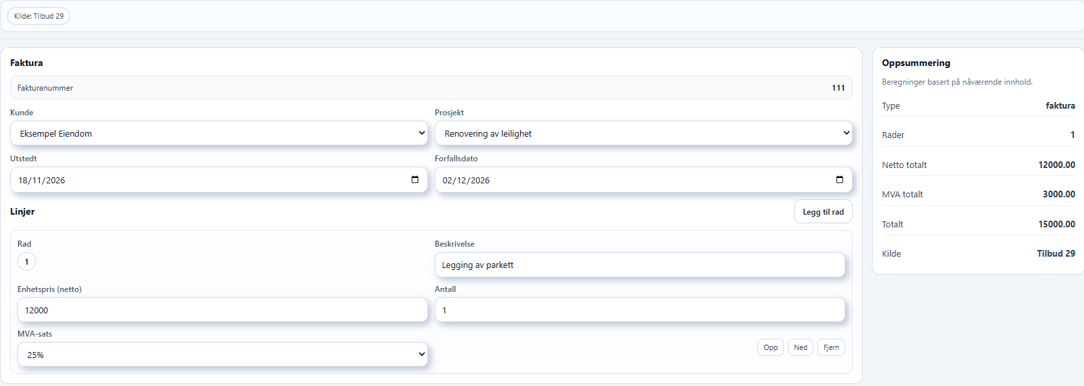 Kilde: Tilbud 29
Faktura
Fakturanummer 111
Kunde Prosjekt
Eksempel Eiendom Renovering av leilighet
Utstedt Forfallsdato
18/11/2026 02/12/2026
Linjer Legg til rad
Rad Beskrivelse
1 Legging av parkett
Enhetspris (netto) Antall
12000 1
MVA-sats
25% Opp Ned Fjern
Oppsummering
Beregninger basert på nåværende innhold.
Type faktura
Rader 1
Netto totalt 12000.00
MVA totalt 3000.00
Totalt 15000.00
Kilde Tilbud 29